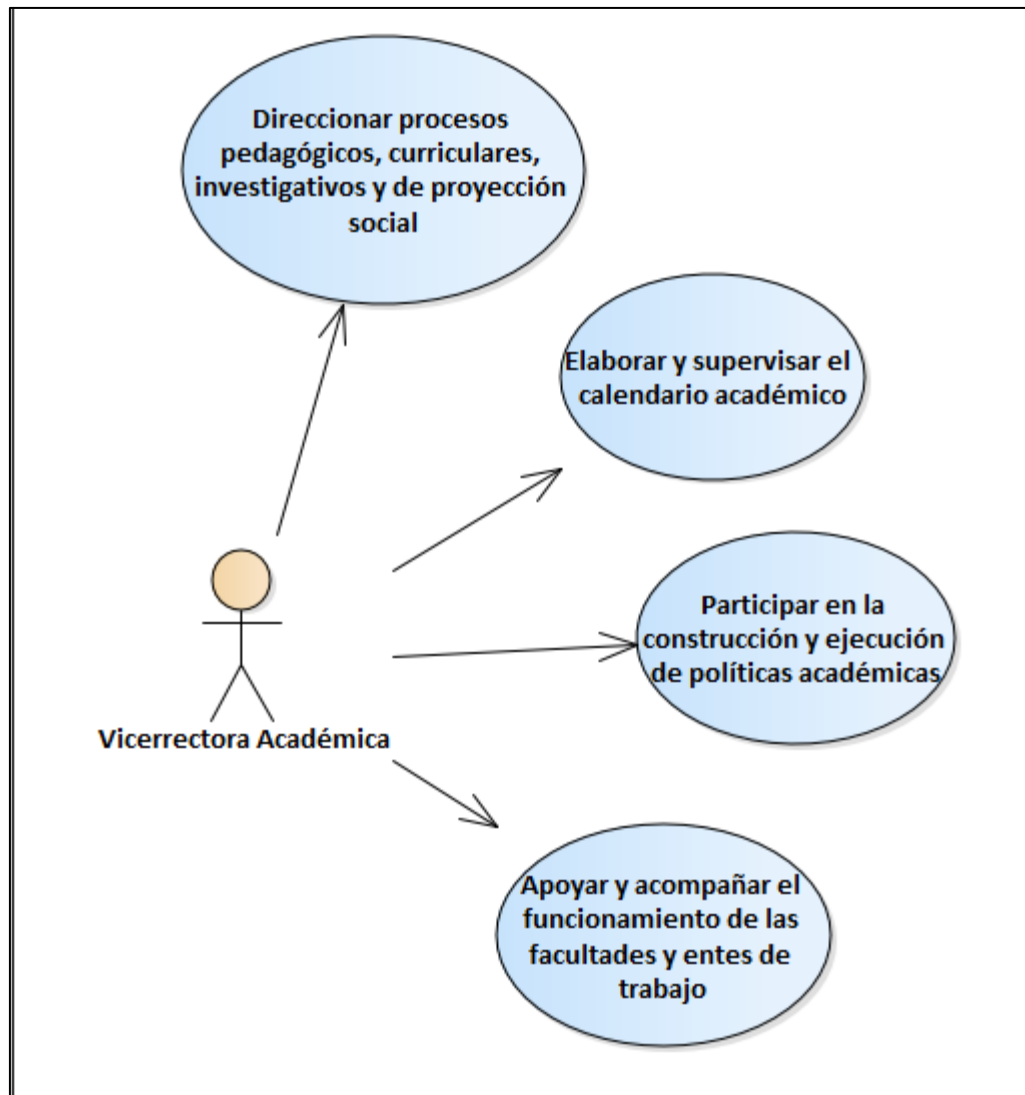 Direccionar procesos
pedagógicos, curriculares,
investigativos y de proyección
social
Elaborar y supervisar el
calendario académico
Participar en la
construcción y ejecución
de políticas académicas
Vicerrectora Académica
Apoyar y acompañar el
funcionamiento de las
facultades y entes de
trabajo